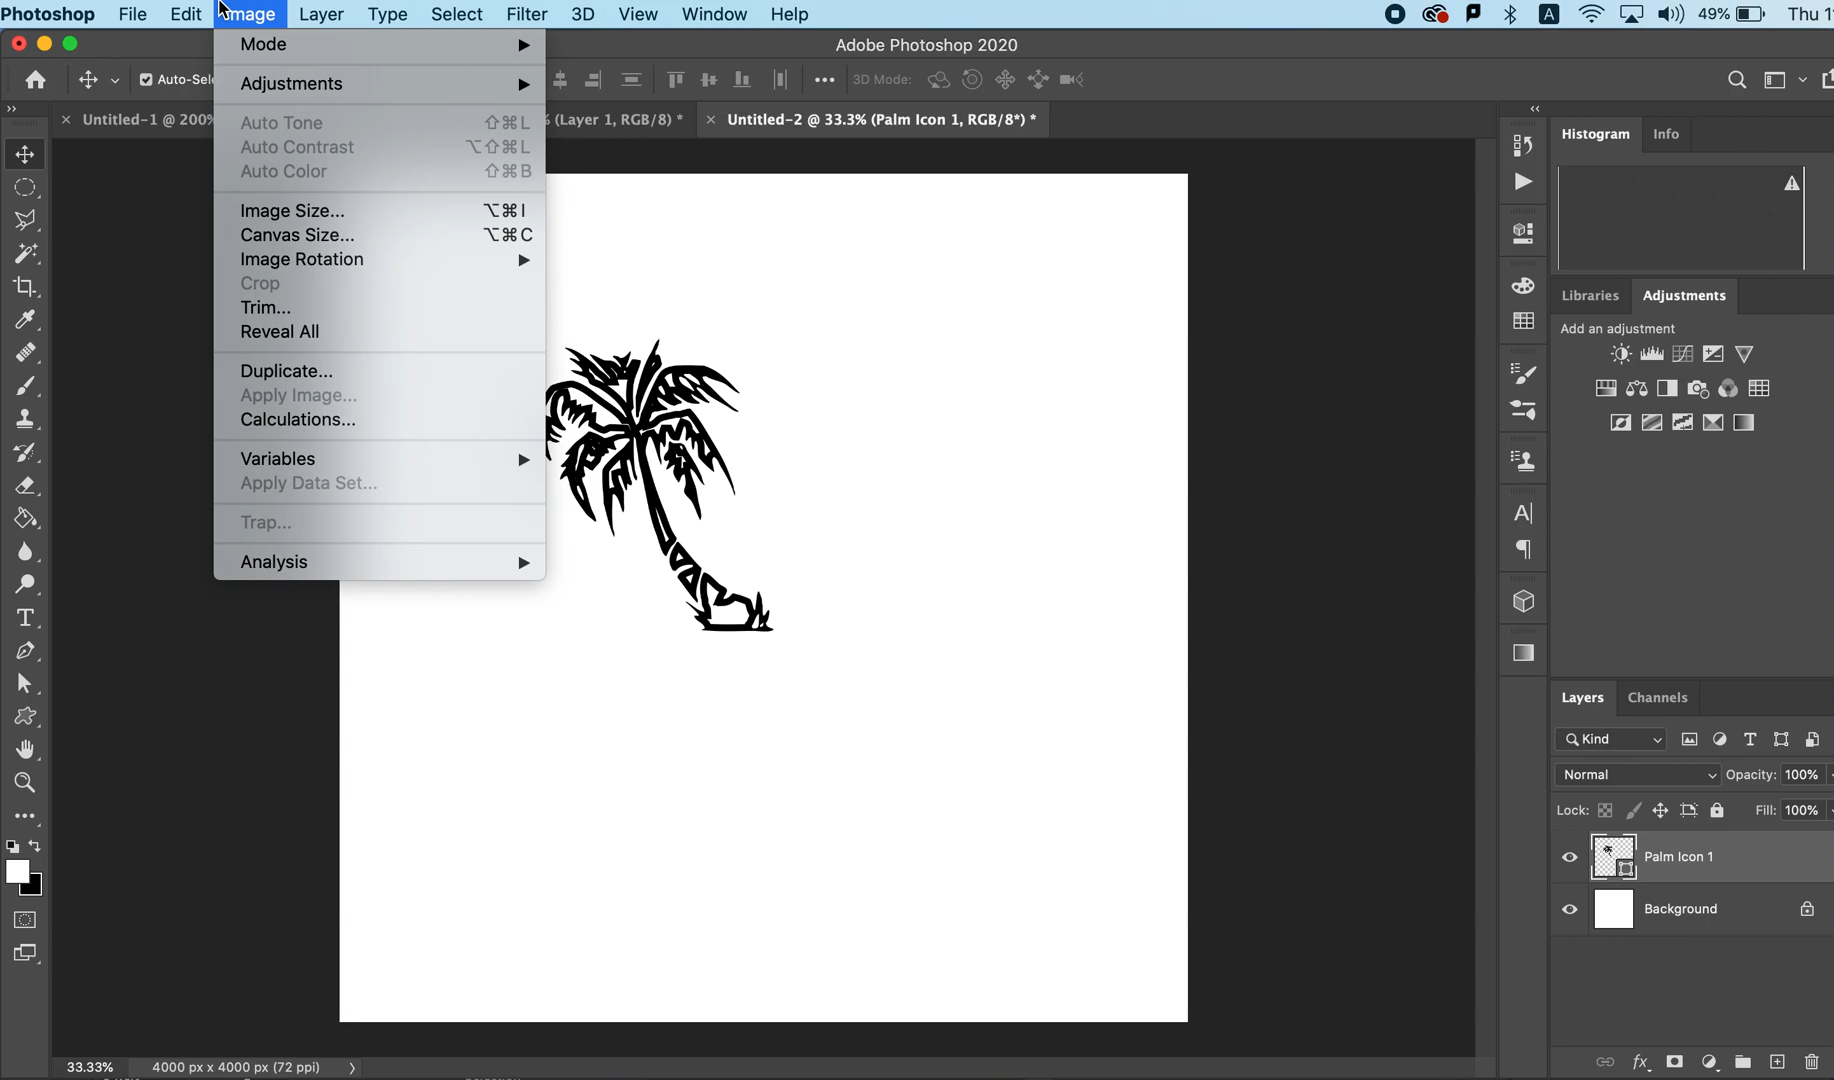 Photoshop File Edit Image Layer Type Select Filter 3D View Window Help 49% Thu
Adobe Photoshop 2020
Auto-Sele 3D Mode:
Untitled-1 @ 200% (Layer 1, RGB/8) * Untitled-2 @ 33.3% (Palm Icon 1, RGB/8*) *
Mode
Adjustments
Auto Tone ⇧⌘L
Auto Contrast ⌥⇧⌘L
Auto Color ⇧⌘B
Image Size... ⌥⌘I
Canvas Size... ⌥⌘C
Image Rotation
Crop
Trim...
Reveal All
Duplicate...
Apply Image...
Calculations...
Variables
Apply Data Set...
Trap...
Analysis
Histogram Info
Libraries Adjustments
Add an adjustment
Layers Channels
Kind
Normal Opacity: 100%
Lock: Fill: 100%
Palm Icon 1
Background
33.33% 4000 px x 4000 px (72 ppi)